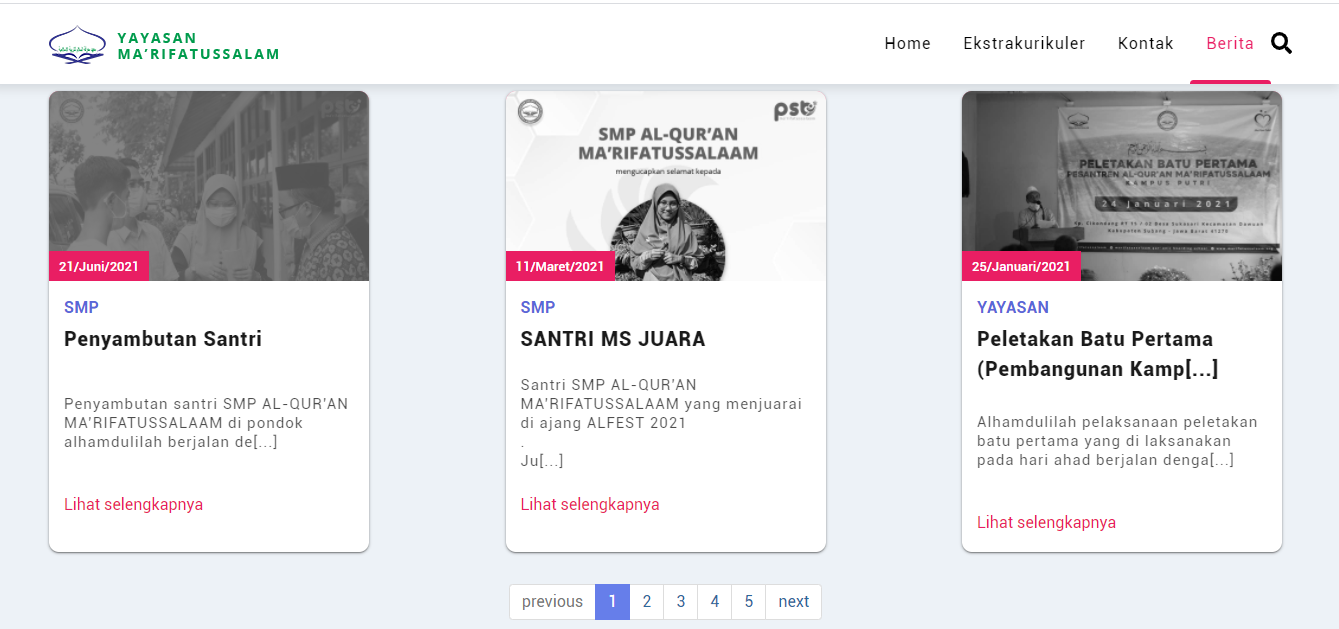 YAYASAN
MA'RIFATUSSALAM
Home Ekstrakurikuler Kontak Berita
21/Juni/2021
SMP
Penyambutan Santri
Penyambutan santri SMP AL-QUR'AN
MA'RIFATUSSALAAM di pondok
alhamdulilah berjalan de[...]
Lihat selengkapnya
pste
SMP AL-QUR'AN
MA'RIFATUSSALAAM
mengucapkan selamat kepada
11/Maret/2021
SMP
SANTRI MS JUARA
Santri SMP AL-QUR'AN
MA'RIFATUSSALAAM yang menjuarai
di ajang ALFEST 2021
.
Ju[...]
Lihat selengkapnya
PELETAKAN BATU PERTAMA
PESANTREN AL-QUR'AN MA'RIFATUSSALAAM
KAMPUS PUTRI
24 januari 2021
25/Januari/2021
YAYASAN
Peletakan Batu Pertama
(Pembangunan Kamp[...]
Alhamdulilah pelaksanaan peletakan
batu pertama yang di laksanakan
pada hari ahad berjalan denga[...]
Lihat selengkapnya
previous 1 2 3 4 5 next